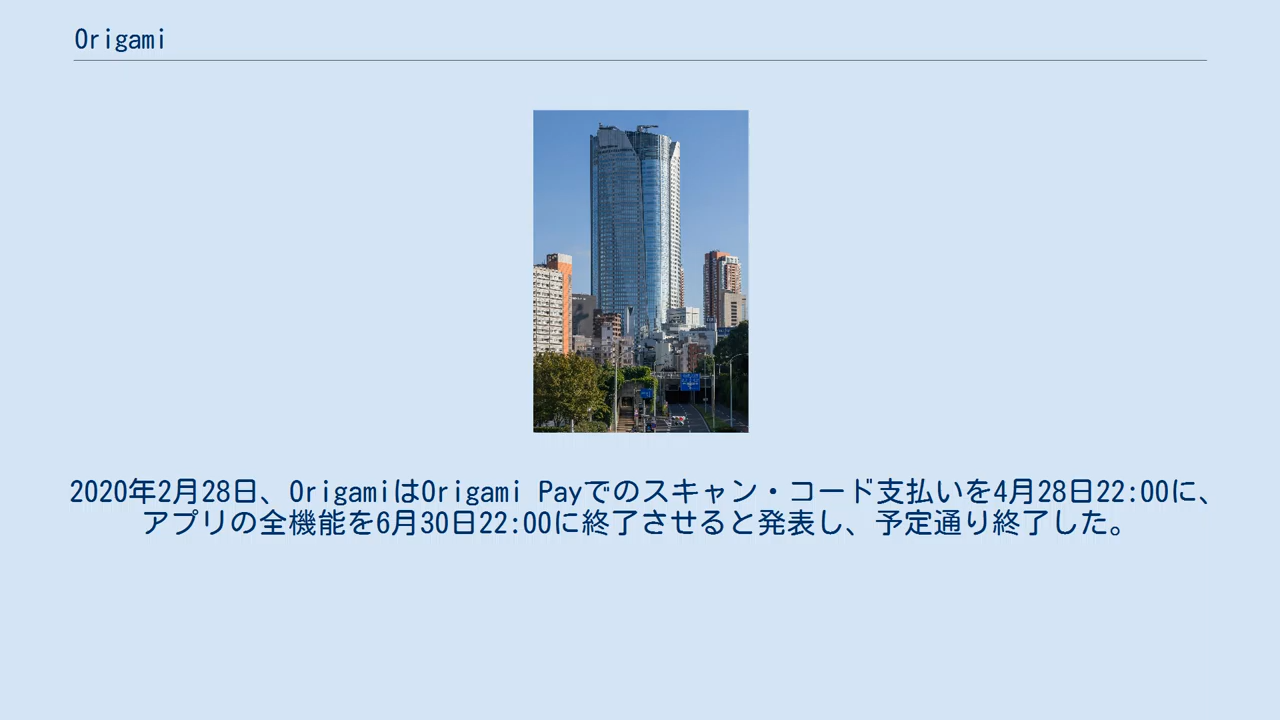 Origami
2020年2月28日、OrigamiはOrigami Payでのスキャン・コード支払いを4月28日22:00に、
アプリの全機能を6月30日22:00に終了させると発表し、予定通り終了した。